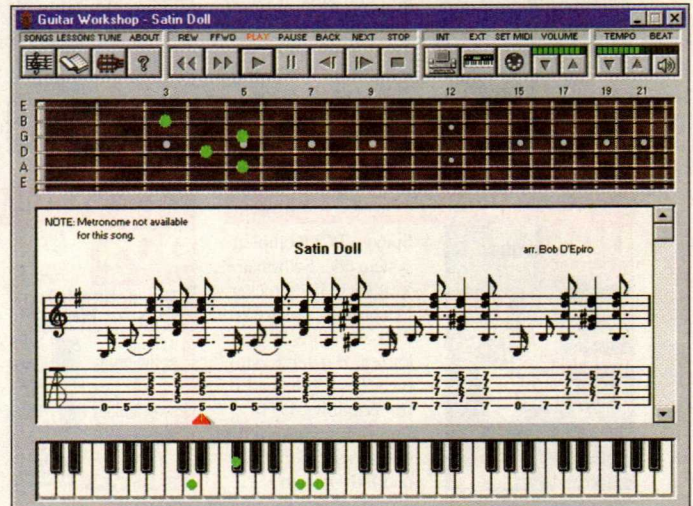 Guitar Workshop - Satin Doll
SONGS LESSONS TUNE ABOUT REW FFWD PLAY PAUSE BACK NEXT STOP INT EXT SET MIDI VOLUME TEMPO BEAT
?
3 5 7 9 12 15 17 19 21
E
B
G
D
A
E
NOTE: Metronome not available
for this song.
Satin Doll
arr. Bob D'Epiro